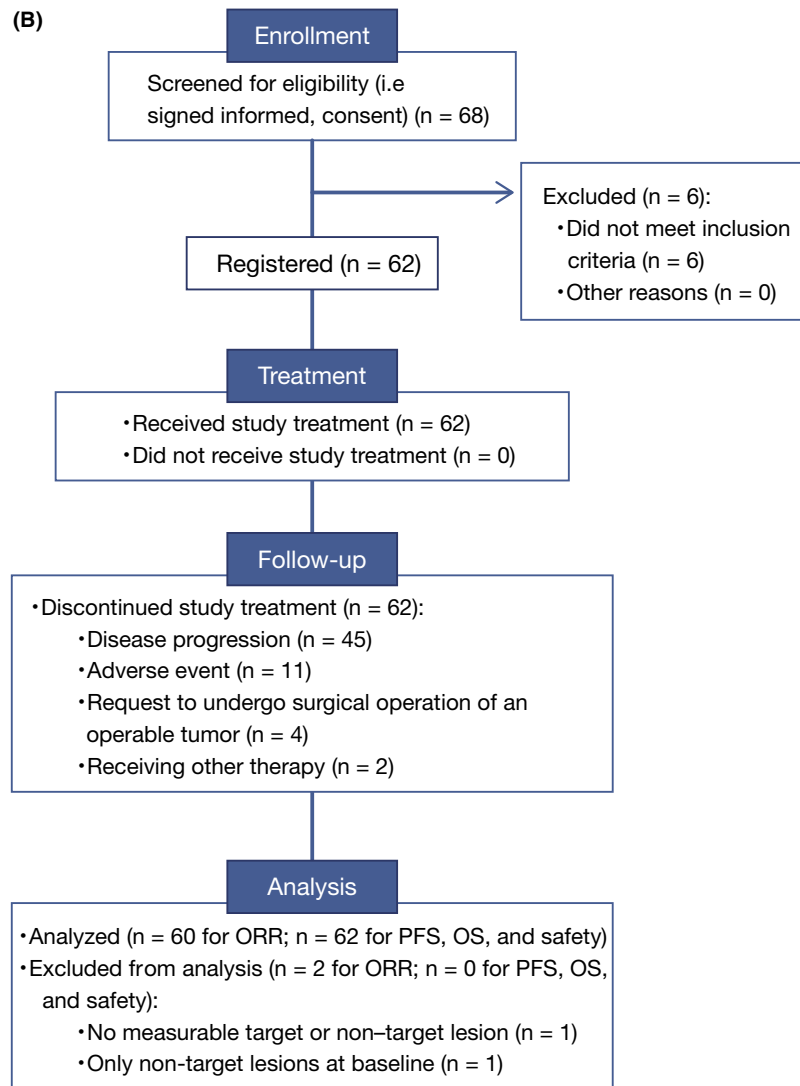 (B)
Enrollment
Screened for eligibility (i.e
signed informed, consent) (n = 68)
Excluded (n = 6):
•Did not meet inclusion
criteria (n = 6)
•Other reasons (n = 0)
Registered (n = 62)
Treatment
•Received study treatment (n = 62)
•Did not receive study treatment (n = 0)
Follow-up
•Discontinued study treatment (n = 62):
•Disease progression (n = 45)
•Adverse event (n = 11)
•Request to undergo surgical operation of an
operable tumor (n = 4)
•Receiving other therapy (n = 2)
Analysis
•Analyzed (n = 60 for ORR; n = 62 for PFS, OS, and safety)
•Excluded from analysis (n = 2 for ORR; n = 0 for PFS, OS,
and safety):
•No measurable target or non–target lesion (n = 1)
•Only non-target lesions at baseline (n = 1)